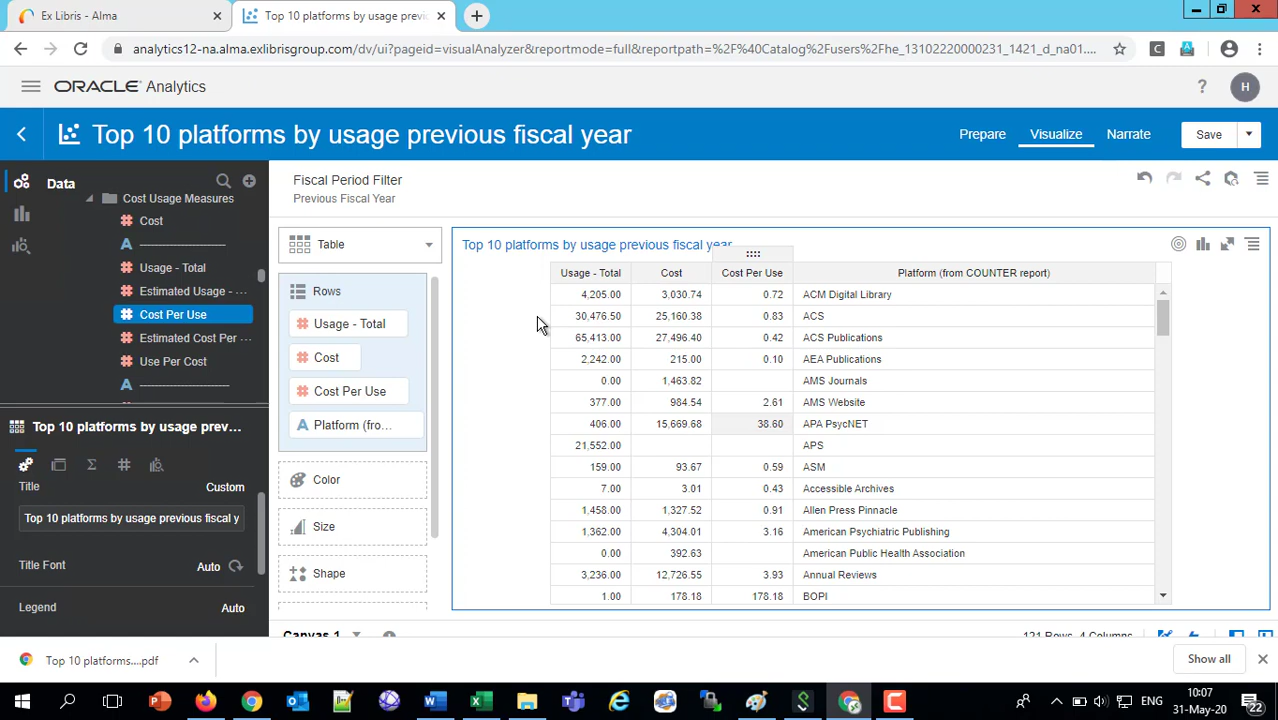 Ex Libris - Alma
Top 10 platforms by usage previo
analytics12-na.alma.exlibrisgroup.com/dv/ui?pageid=visualAnalyzer&reportmode=full&reportpath=%2F%40Catalog%2Fusers%2Fhe_13102220000231_1421_d_na01....
ORACLE Analytics
? H
Top 10 platforms by usage previous fiscal year
Prepare Visualize Narrate Save
Data
Cost Usage Measures
Cost
Usage - Total
Estimated Usage - ...
Cost Per Use
Estimated Cost Per ...
Use Per Cost
Top 10 platforms by usage prev...
Title Custom
Top 10 platforms by usage previous fiscal y
Title Font Auto
Legend Auto
Fiscal Period Filter
Previous Fiscal Year
Table
Rows
Usage - Total
Cost
Cost Per Use
Platform (fro...
Color
Size
Shape
Top 10 platforms by usage previous fiscal year
Usage - Total Cost Cost Per Use Platform (from COUNTER report)
4,205.00 3,030.74 0.72 ACM Digital Library
30,476.50 25,160.38 0.83 ACS
65,413.00 27,496.40 0.42 ACS Publications
2,242.00 215.00 0.10 AEA Publications
0.00 1,463.82 AMS Journals
377.00 984.54 2.61 AMS Website
406.00 15,669.68 38.60 APA PsycNET
21,552.00 APS
159.00 93.67 0.59 ASM
7.00 3.01 0.43 Accessible Archives
1,458.00 1,327.52 0.91 Allen Press Pinnacle
1,362.00 4,304.01 3.16 American Psychiatric Publishing
0.00 392.63 American Public Health Association
3,236.00 12,726.55 3.93 Annual Reviews
1.00 178.18 178.18 BOPI
Canvas 1
121 Rows, 4 Columns
Top 10 platforms....pdf
Show all
ENG
10:07
31-May-20
22